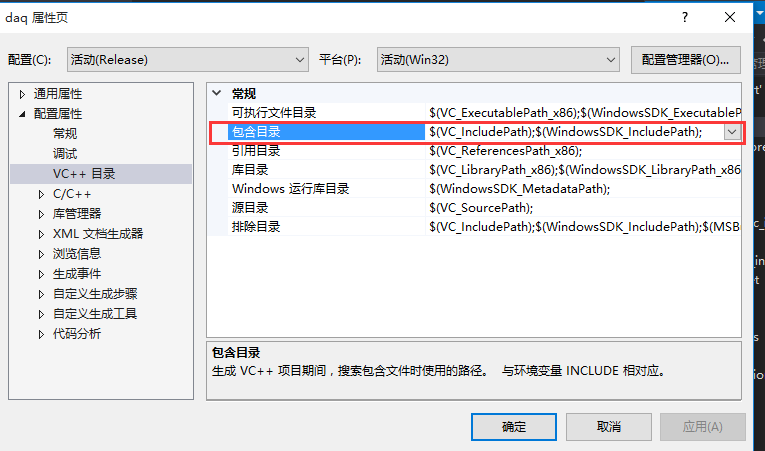 daq 属性页
配置(C): 活动(Release) 平台(P): 活动(Win32) 配置管理器(O)...
通用属性
配置属性
常规
调试
VC++ 目录
C/C++
库管理器
XML 文档生成器
浏览信息
生成事件
自定义生成步骤
自定义生成工具
代码分析
常规
可执行文件目录 $(VC_ExecutablePath_x86);$(WindowsSDK_ExecutableP
包含目录 $(VC_IncludePath);$(WindowsSDK_IncludePath);
引用目录 $(VC_ReferencesPath_x86);
库目录 $(VC_LibraryPath_x86);$(WindowsSDK_LibraryPath_x86
Windows 运行库目录 $(WindowsSDK_MetadataPath);
源目录 $(VC_SourcePath);
排除目录 $(VC_IncludePath);$(WindowsSDK_IncludePath);$(MSB
包含目录
生成 VC++ 项目期间，搜索包含文件时使用的路径。 与环境变量 INCLUDE 相对应。
确定 取消 应用(A)